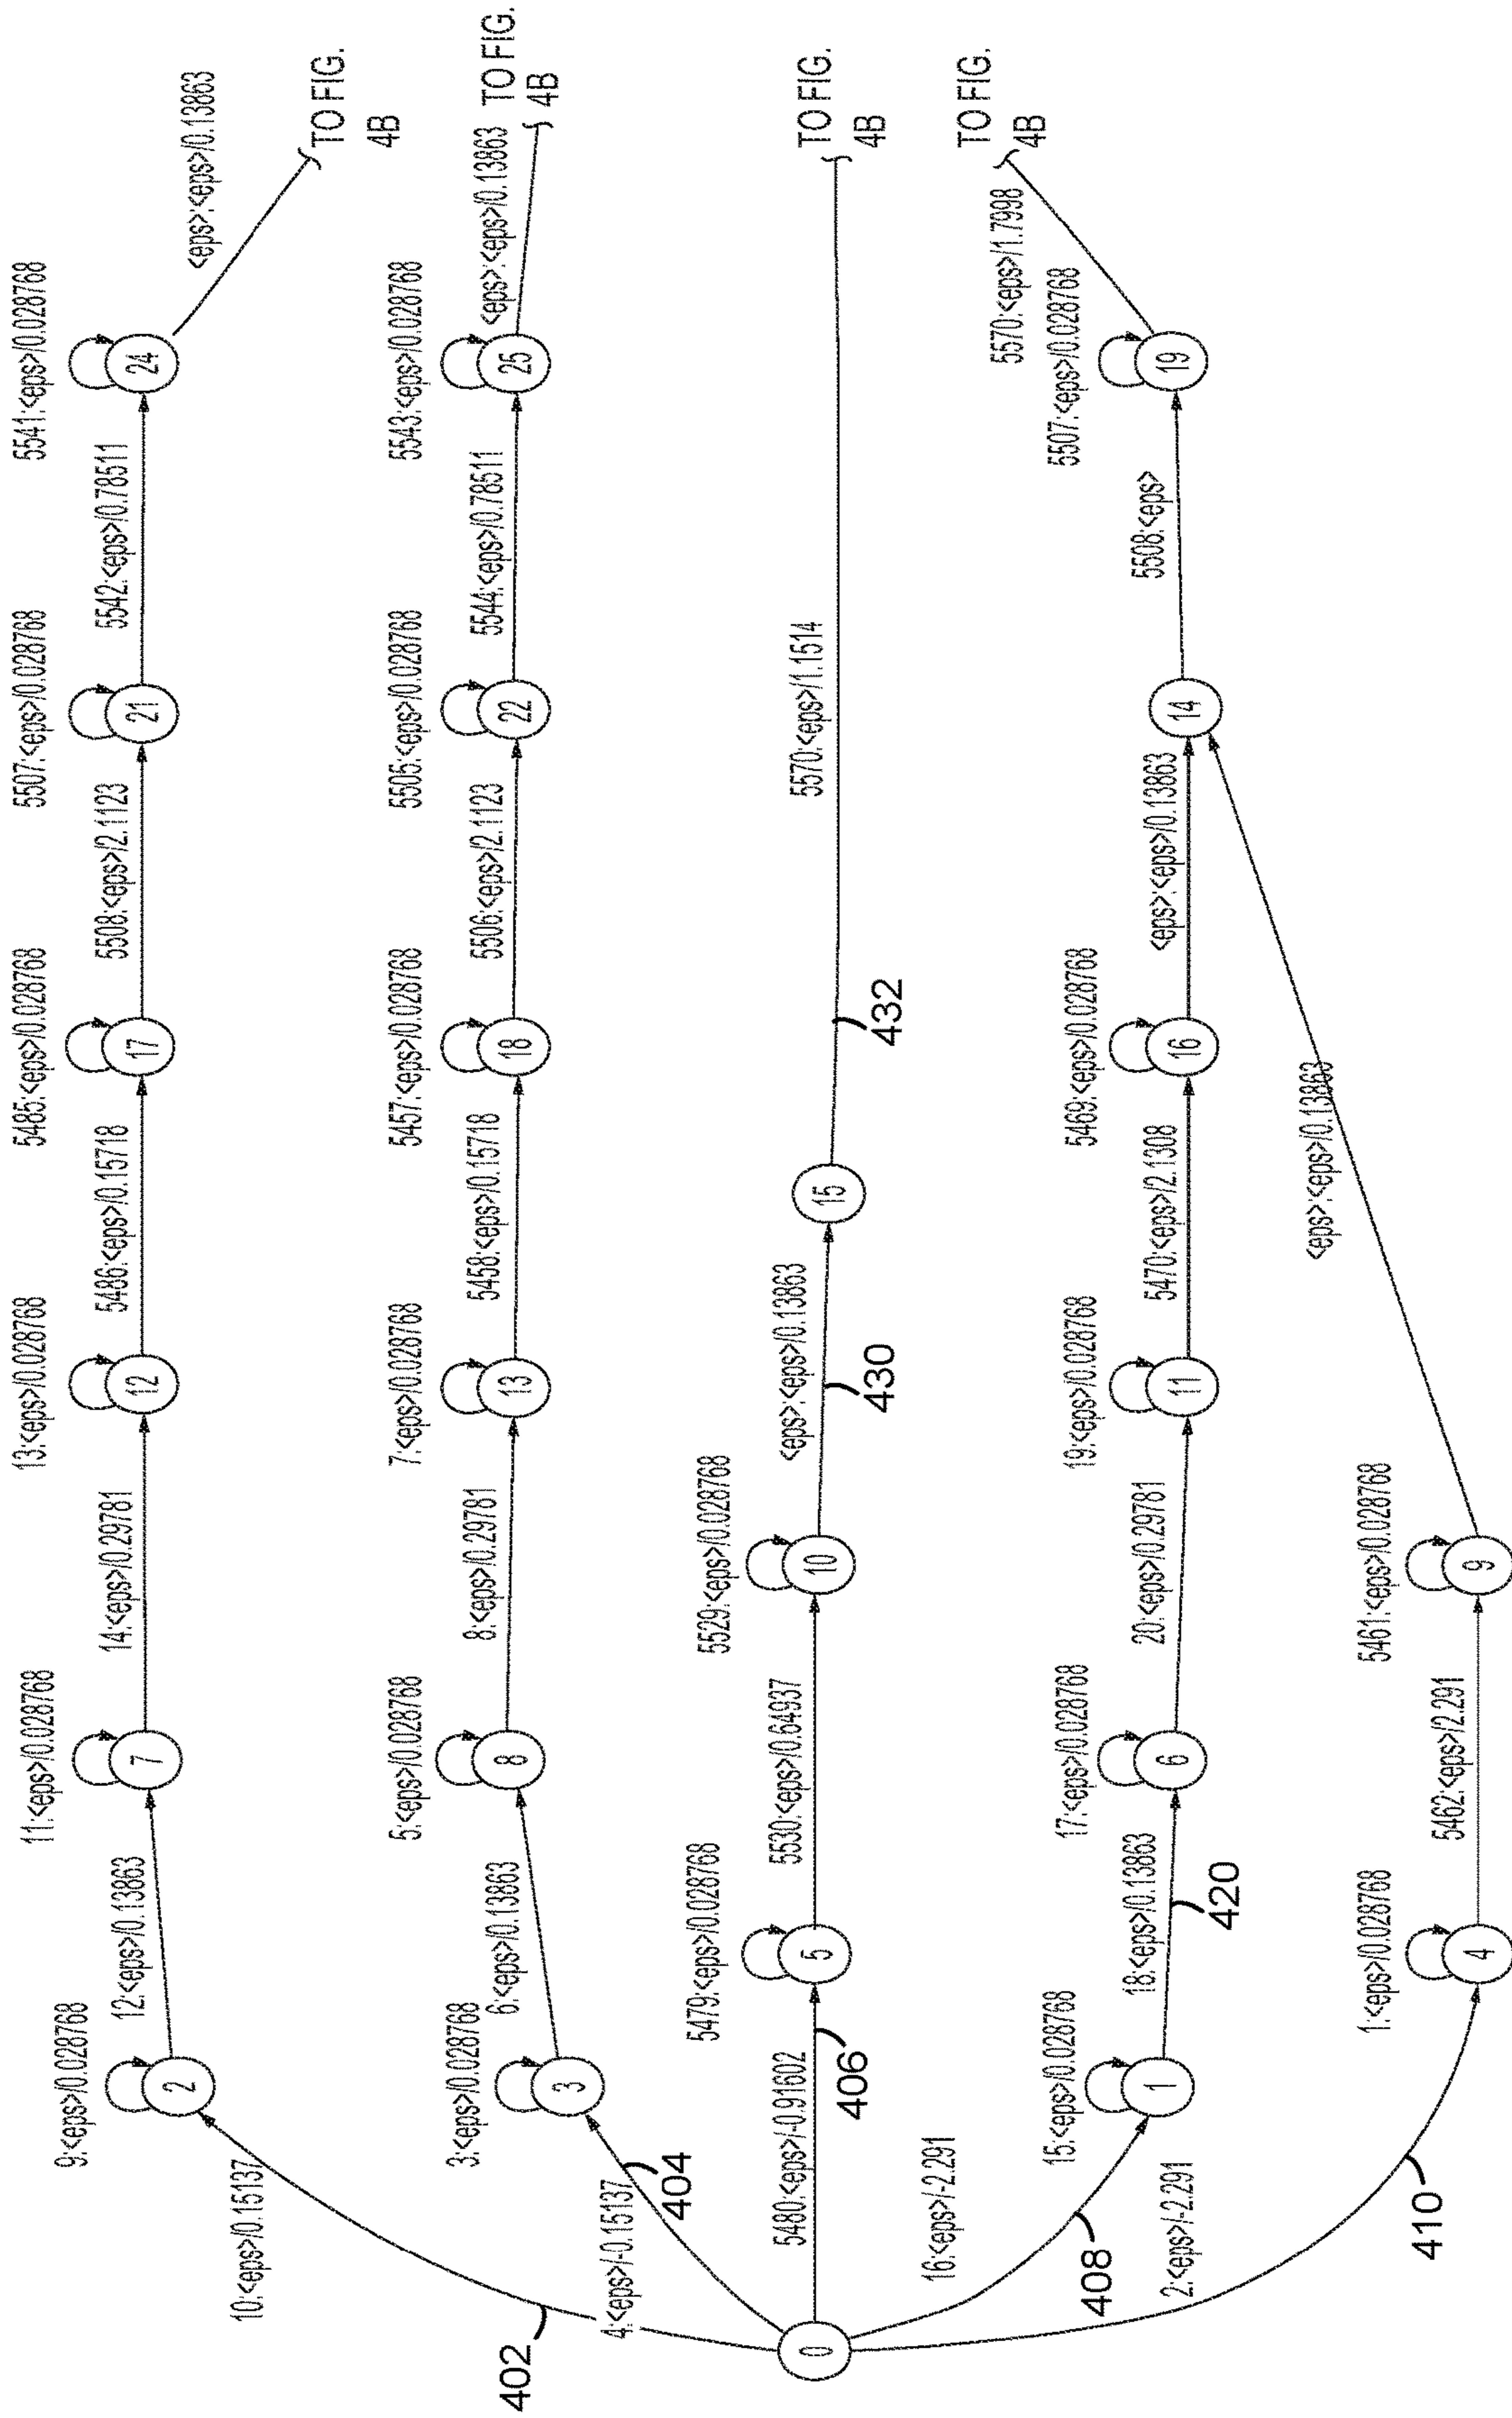 9:<eps>/0.028768
11:<eps>/0.028768
13:<eps>/0.028768
5485:<eps>/0.028768
5507:<eps>/0.028768
5541:<eps>/0.028768
10:<eps>/0.15137
2
12:<eps>/0.13863
7
14:<eps>/0.29781
12
5486:<eps>/0.15718
17
5508:<eps>/2.1123
21
5542:<eps>/0.78511
24
<eps>:<eps>/0.13863
TO FIG.
4B
402
3:<eps>/0.028768
5:<eps>/0.028768
7:<eps>/0.028768
5457:<eps>/0.028768
5505:<eps>/0.028768
5543:<eps>/0.028768
4:<eps>/-0.15137
404
3
6:<eps>/0.13863
8
8:<eps>/0.29781
13
5458:<eps>/0.15718
18
5506:<eps>/2.1123
22
5544:<eps>/0.78511
25
<eps>:<eps>/0.13863
TO FIG.
4B
5479:<eps>/0.028768
5529:<eps>/0.028768
0
5480:<eps>/-0.91602
406
5
5530:<eps>/0.64937
10
<eps>:<eps>/0.13863
430
15
432
5570:<eps>/1.1514
TO FIG.
4B
15:<eps>/0.028768
17:<eps>/0.028768
19:<eps>/0.028768
5469:<eps>/0.028768
5507:<eps>/0.028768
16:<eps>/-2.291
408
1
18:<eps>/0.13863
420
6
20:<eps>/0.29781
11
5470:<eps>/2.1308
16
<eps>:<eps>/0.13863
14
5508:<eps>
19
5570:<eps>/1.7998
TO FIG.
4B
2:<eps>/-2.291
410
1:<eps>/0.028768
4
5462:<eps>/2.291
5461:<eps>/0.028768
9
<eps>:<eps>/0.13863